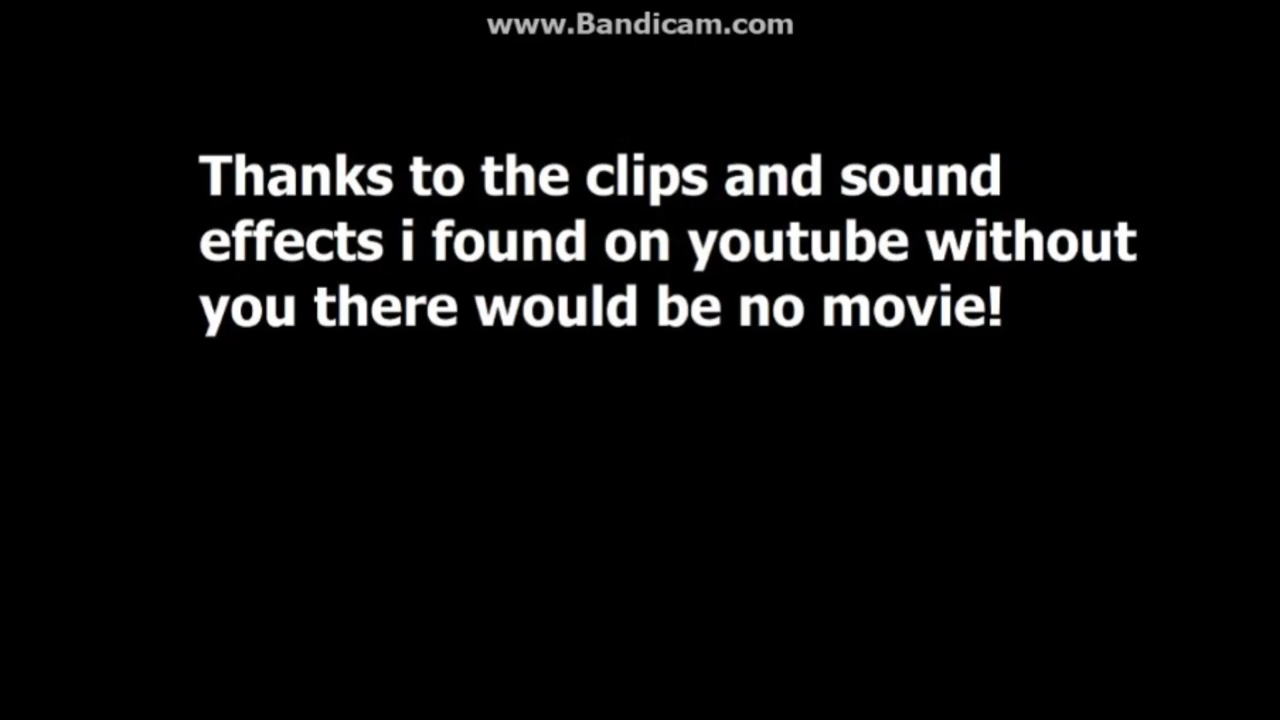 www.Bandicam.com
Thanks to the clips and sound
effects i found on youtube without
you there would be no movie!